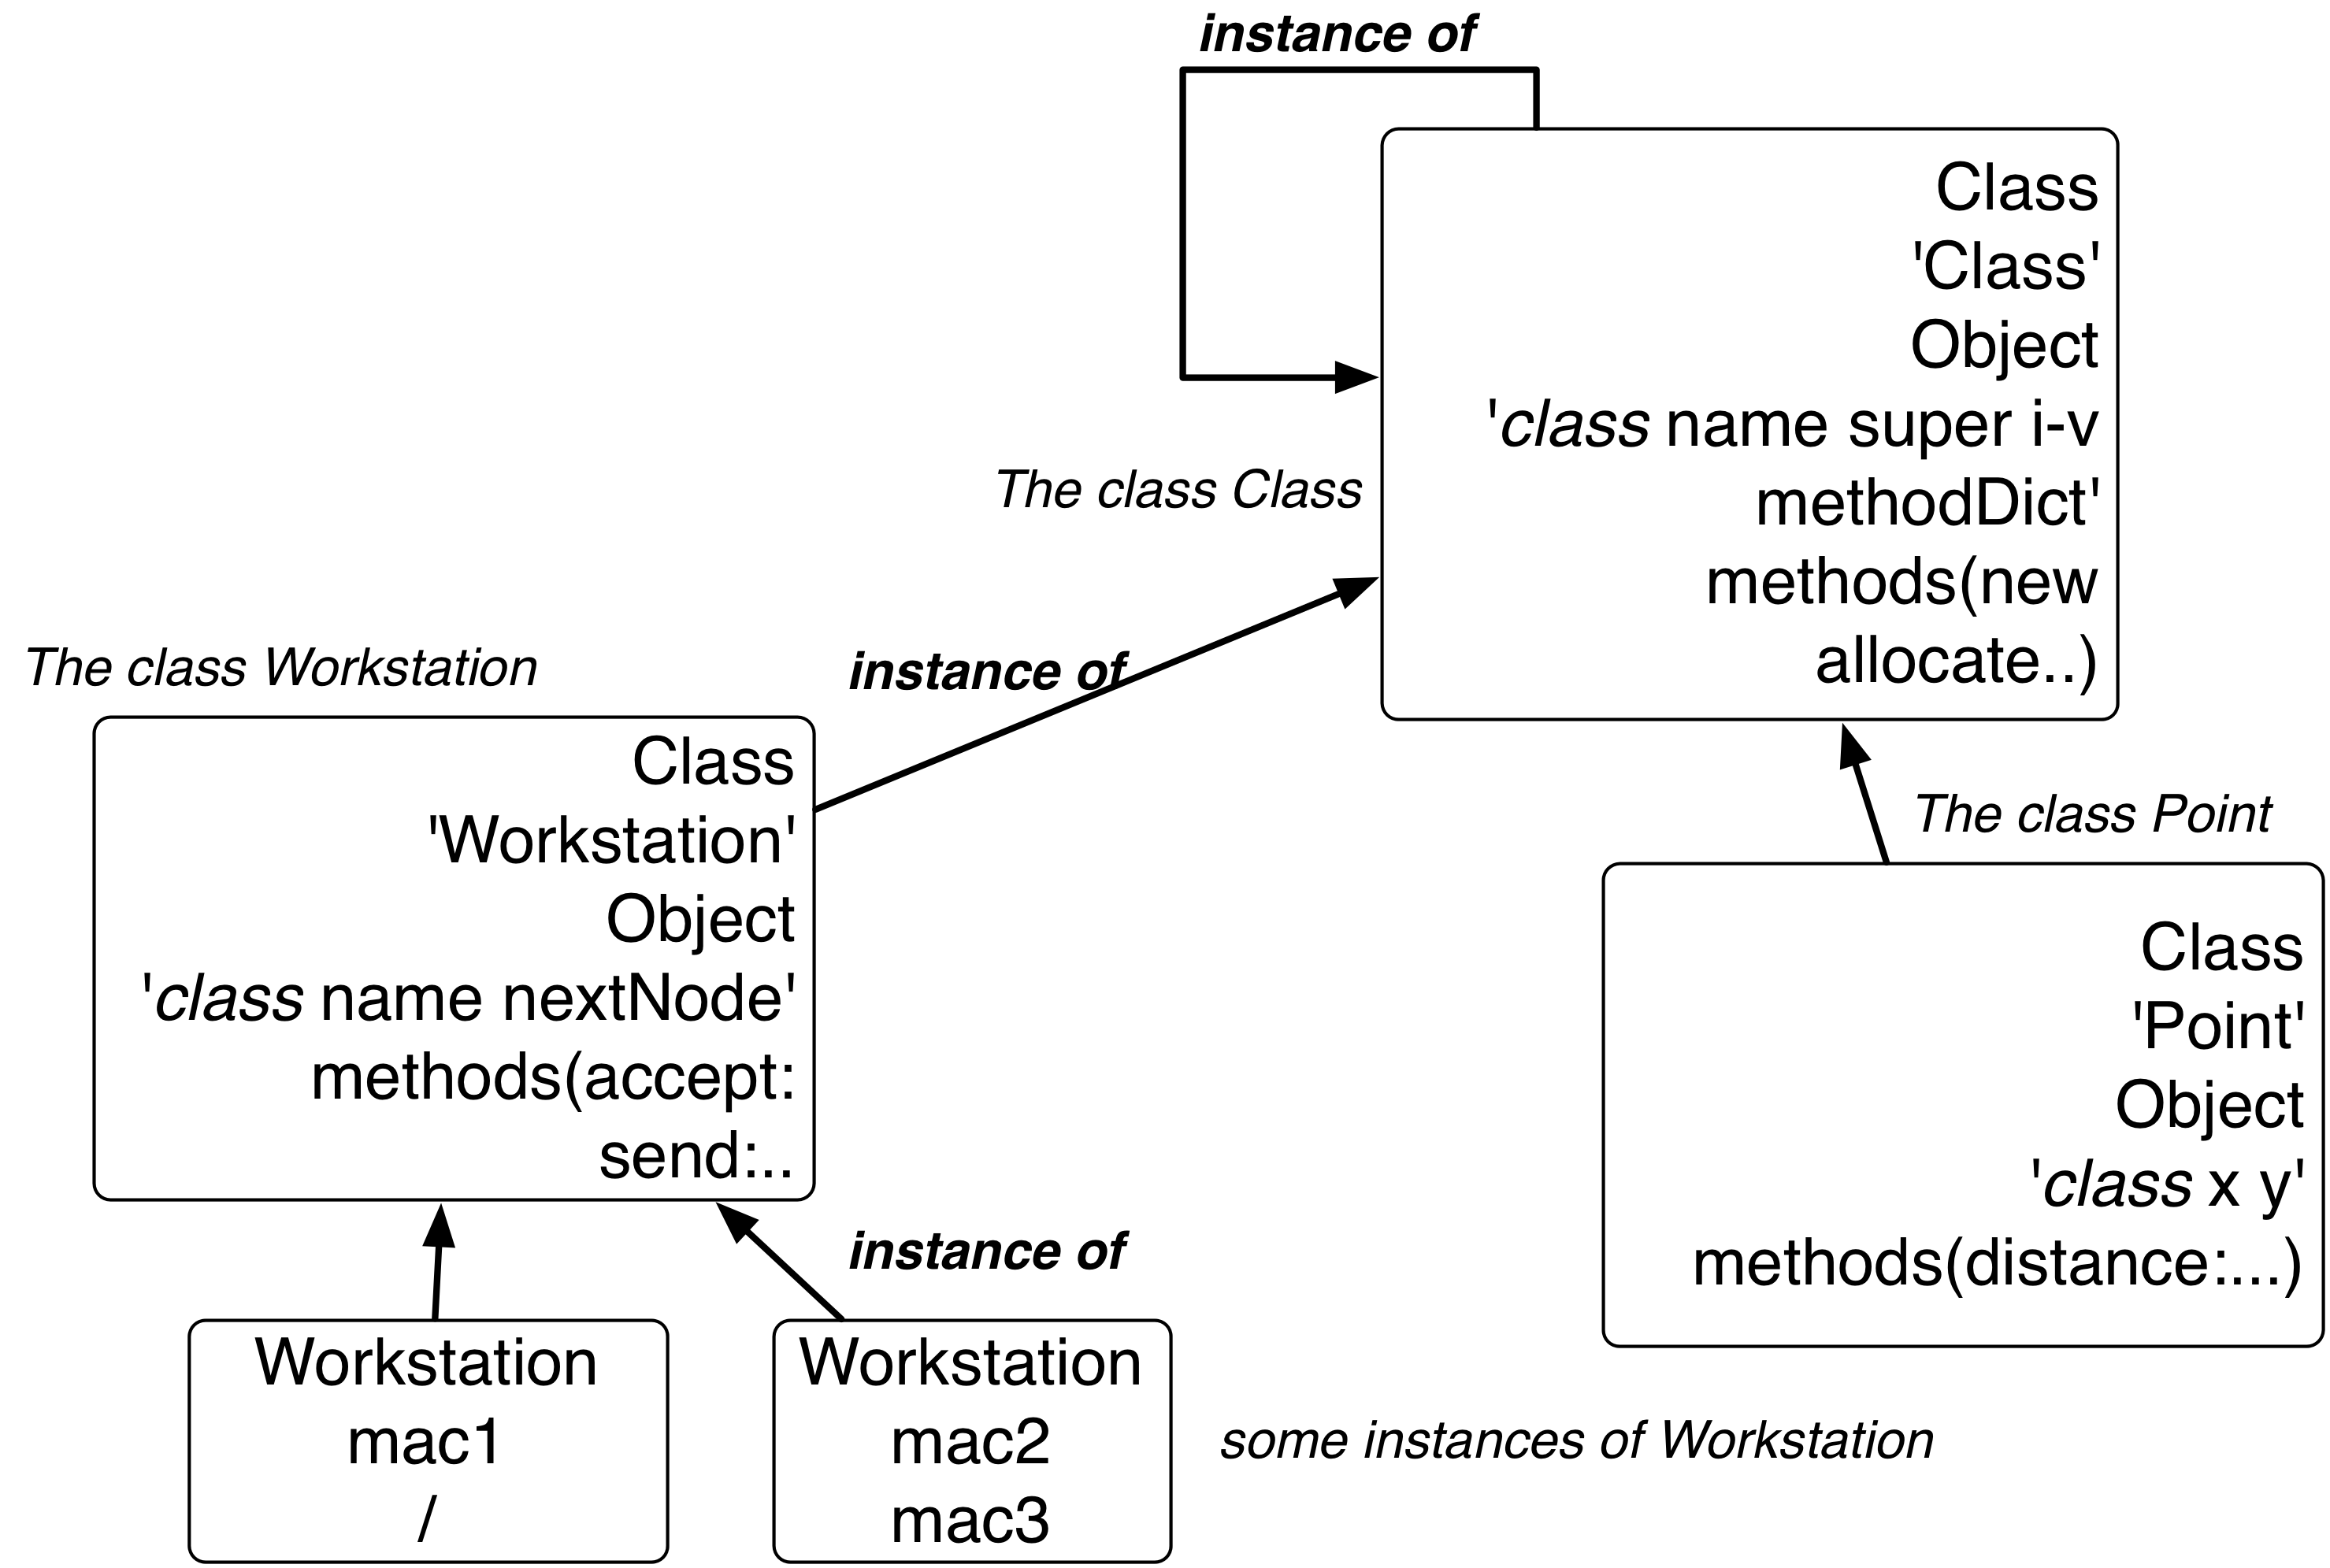 instance of
Class
'Class'
Object
'class name super i-v
methodDict'
methods(new
allocate..)
The class Class
The class Workstation
instance of
Class
'Workstation'
Object
'class name nextNode'
methods(accept:
send:..
The class Point
Class
'Point'
Object
'class x y'
methods(distance:...)
instance of
Workstation
mac1
/
Workstation
mac2
mac3
some instances of Workstation